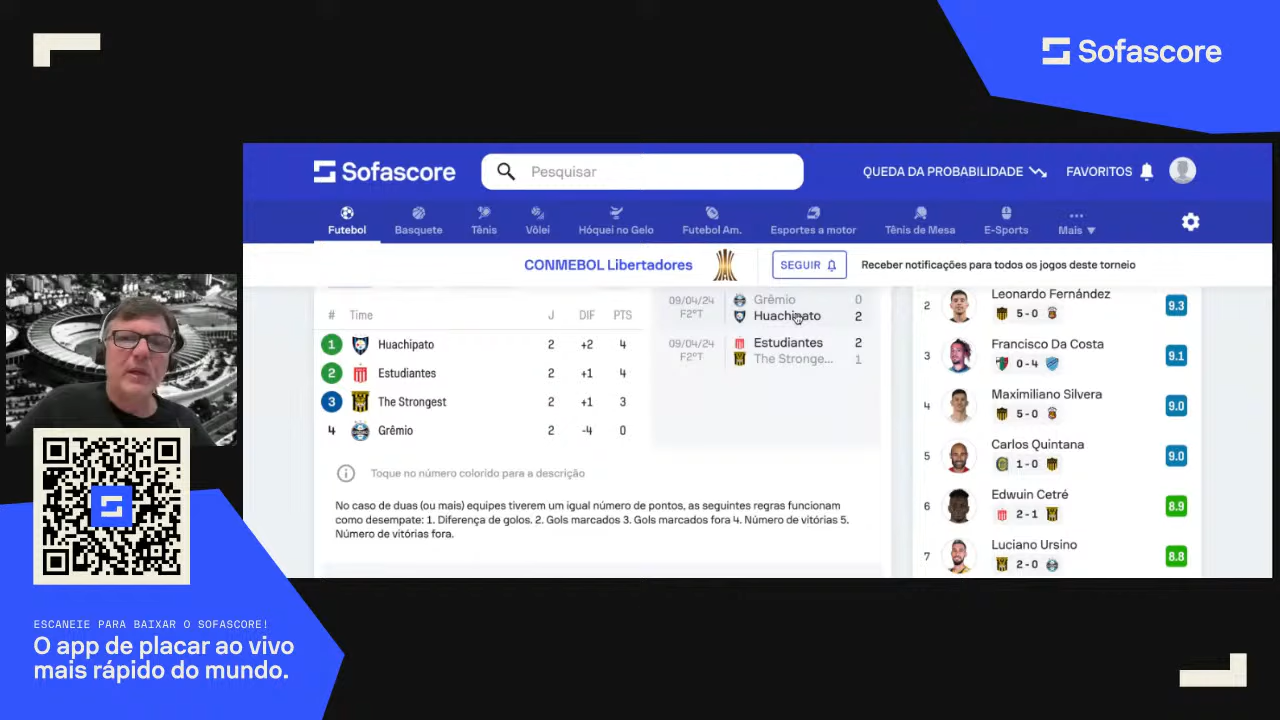 Sofascore
Sofascore
Pesquisar
QUEDA DA PROBABILIDADE
FAVORITOS
Futebol
Basquete
Tênis
Vôlei
Hóquei no Gelo
Futebol Am.
Esportes a motor
Tênis de Mesa
E-Sports
Mais ▼
CONMEBOL Libertadores
SEGUIR
Receber notificações para todos os jogos deste torneio
# Time J DIF PTS
1 Huachipato 2 +2 4
2 Estudiantes 2 +1 4
3 The Strongest 2 +1 3
4 Grêmio 2 -4 0
Toque no número colorido para a descrição
No caso de duas (ou mais) equipes tiverem um igual número de pontos, as seguintes regras funcionam
como desempate: 1. Diferença de golos. 2. Gols marcados 3. Gols marcados fora 4. Número de vitórias 5.
Número de vitórias fora.
09/04/24 Grêmio 0
F2°T Huachipato 2
09/04/24 Estudiantes 2
F2°T The Stronge... 1
2 Leonardo Fernández 9.3
5 - 0
3 Francisco Da Costa 9.1
0 - 4
4 Maximiliano Silvera 9.0
5 - 0
5 Carlos Quintana 9.0
1 - 0
6 Edwuin Cetré 8.9
2 - 1
7 Luciano Ursino 8.8
2 - 0
ESCANEIE PARA BAIXAR O SOFASCORE!
O app de placar ao vivo
mais rápido do mundo.